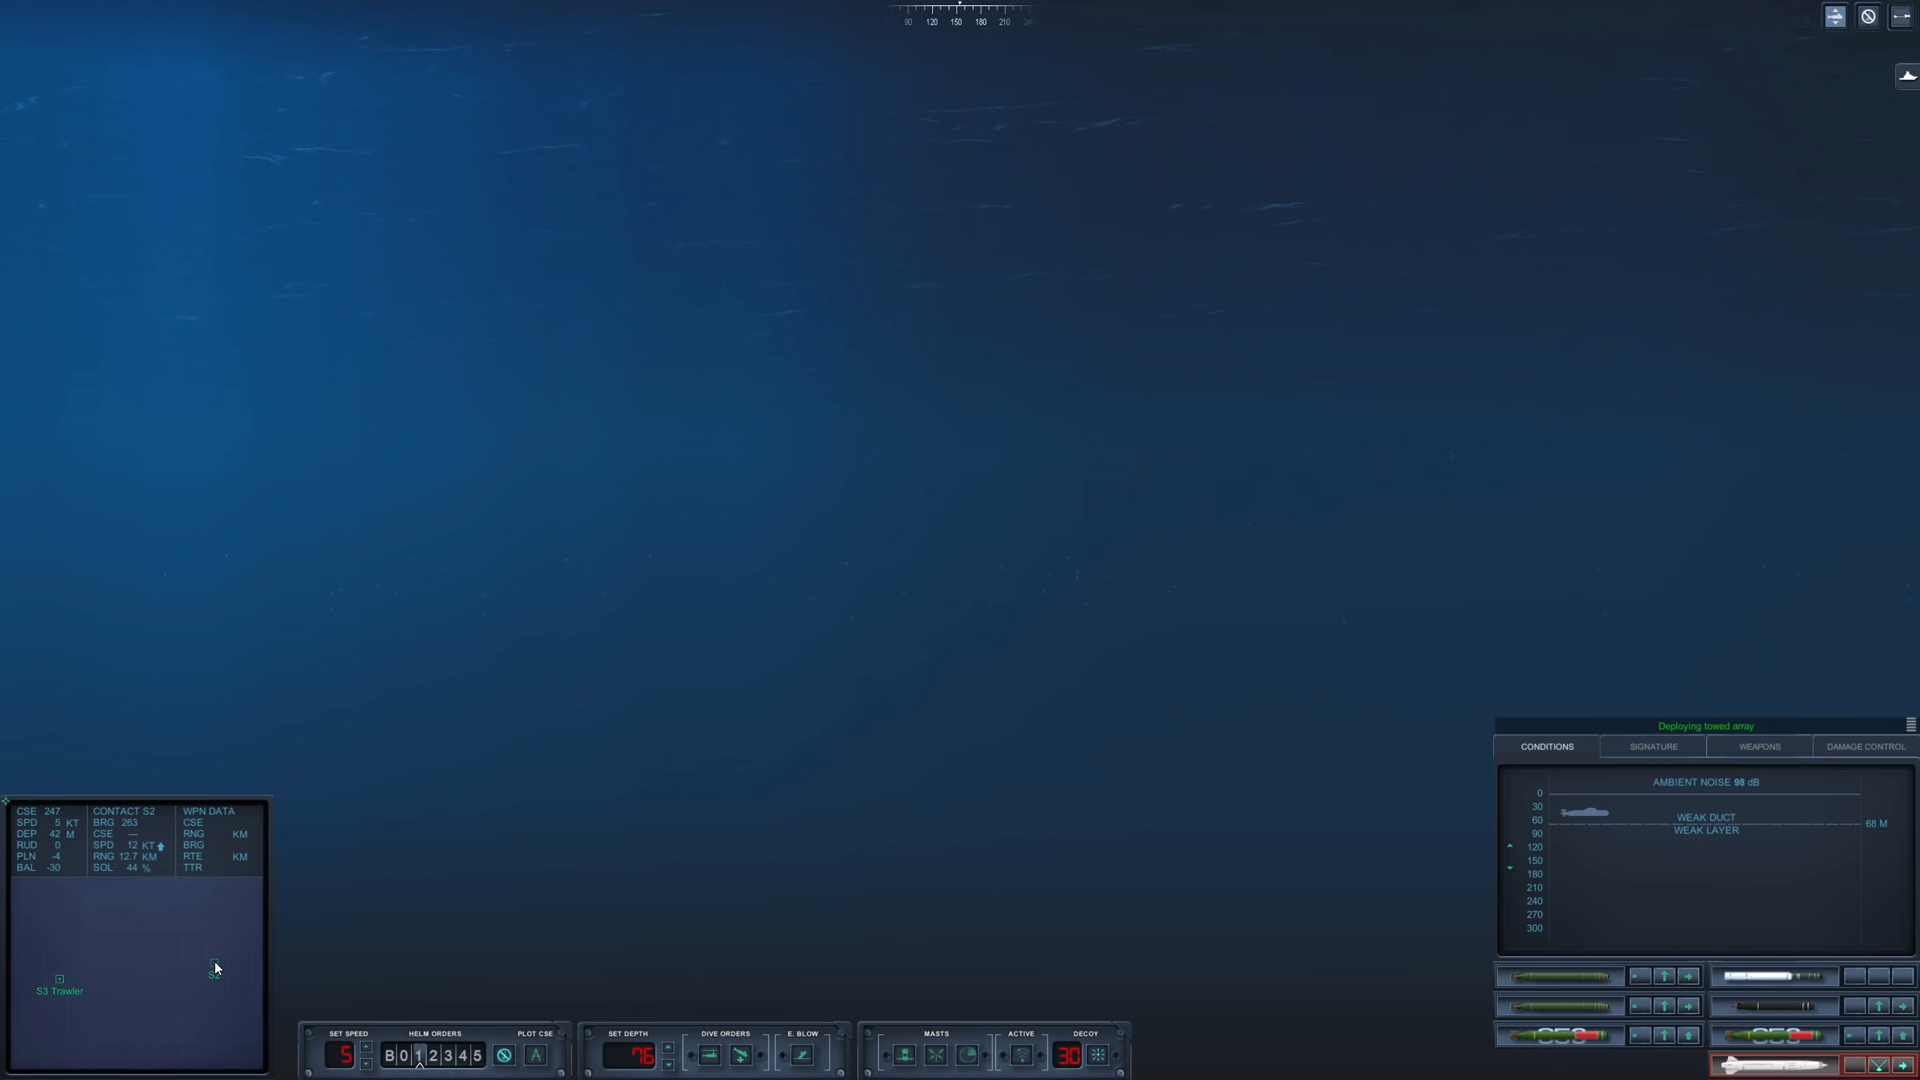 90 120 150 180 210
CSE 247
SPD 5 KT
DEP 42 M
RUD 0
PLN -4
BAL -30
CONTACT S2
BRG 263
CSE ---
SPD 12 KT
RNG 12.7 KM
SOL 44 %
WPN DATA
CSE
RNG KM
BRG
RTE KM
TTR
S2
S3 Trawler
SET SPEED HELM ORDERS PLOT CSE
5 B 0 1 2 3 4 5
SET DEPTH DIVE ORDERS E. BLOW
76
MASTS ACTIVE DECOY
30
Deploying towed array
CONDITIONS SIGNATURE WEAPONS DAMAGE CONTROL
AMBIENT NOISE 98 dB
0
30
60
90
120
150
180
210
240
270
300
WEAK DUCT
WEAK LAYER
68 M